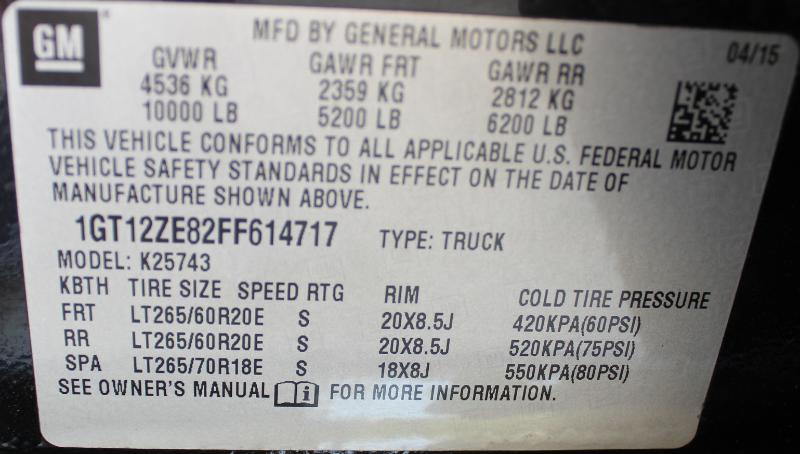 GM
MFD BY GENERAL MOTORS LLC
04/15
GVWR GAWR FRT GAWR RR
4536 KG 2359 KG 2812 KG
10000 LB 5200 LB 6200 LB
THIS VEHICLE CONFORMS TO ALL APPLICABLE U.S. FEDERAL MOTOR
VEHICLE SAFETY STANDARDS IN EFFECT ON THE DATE OF
MANUFACTURE SHOWN ABOVE.
1GT12ZE82FF614717 TYPE: TRUCK
MODEL: K25743
KBTH TIRE SIZE SPEED RTG RIM COLD TIRE PRESSURE
FRT LT265/60R20E S 20X8.5J 420KPA(60PSI)
RR LT265/60R20E S 20X8.5J 520KPA(75PSI)
SPA LT265/70R18E S 18X8J 550KPA(80PSI)
SEE OWNER'S MANUAL i FOR MORE INFORMATION.